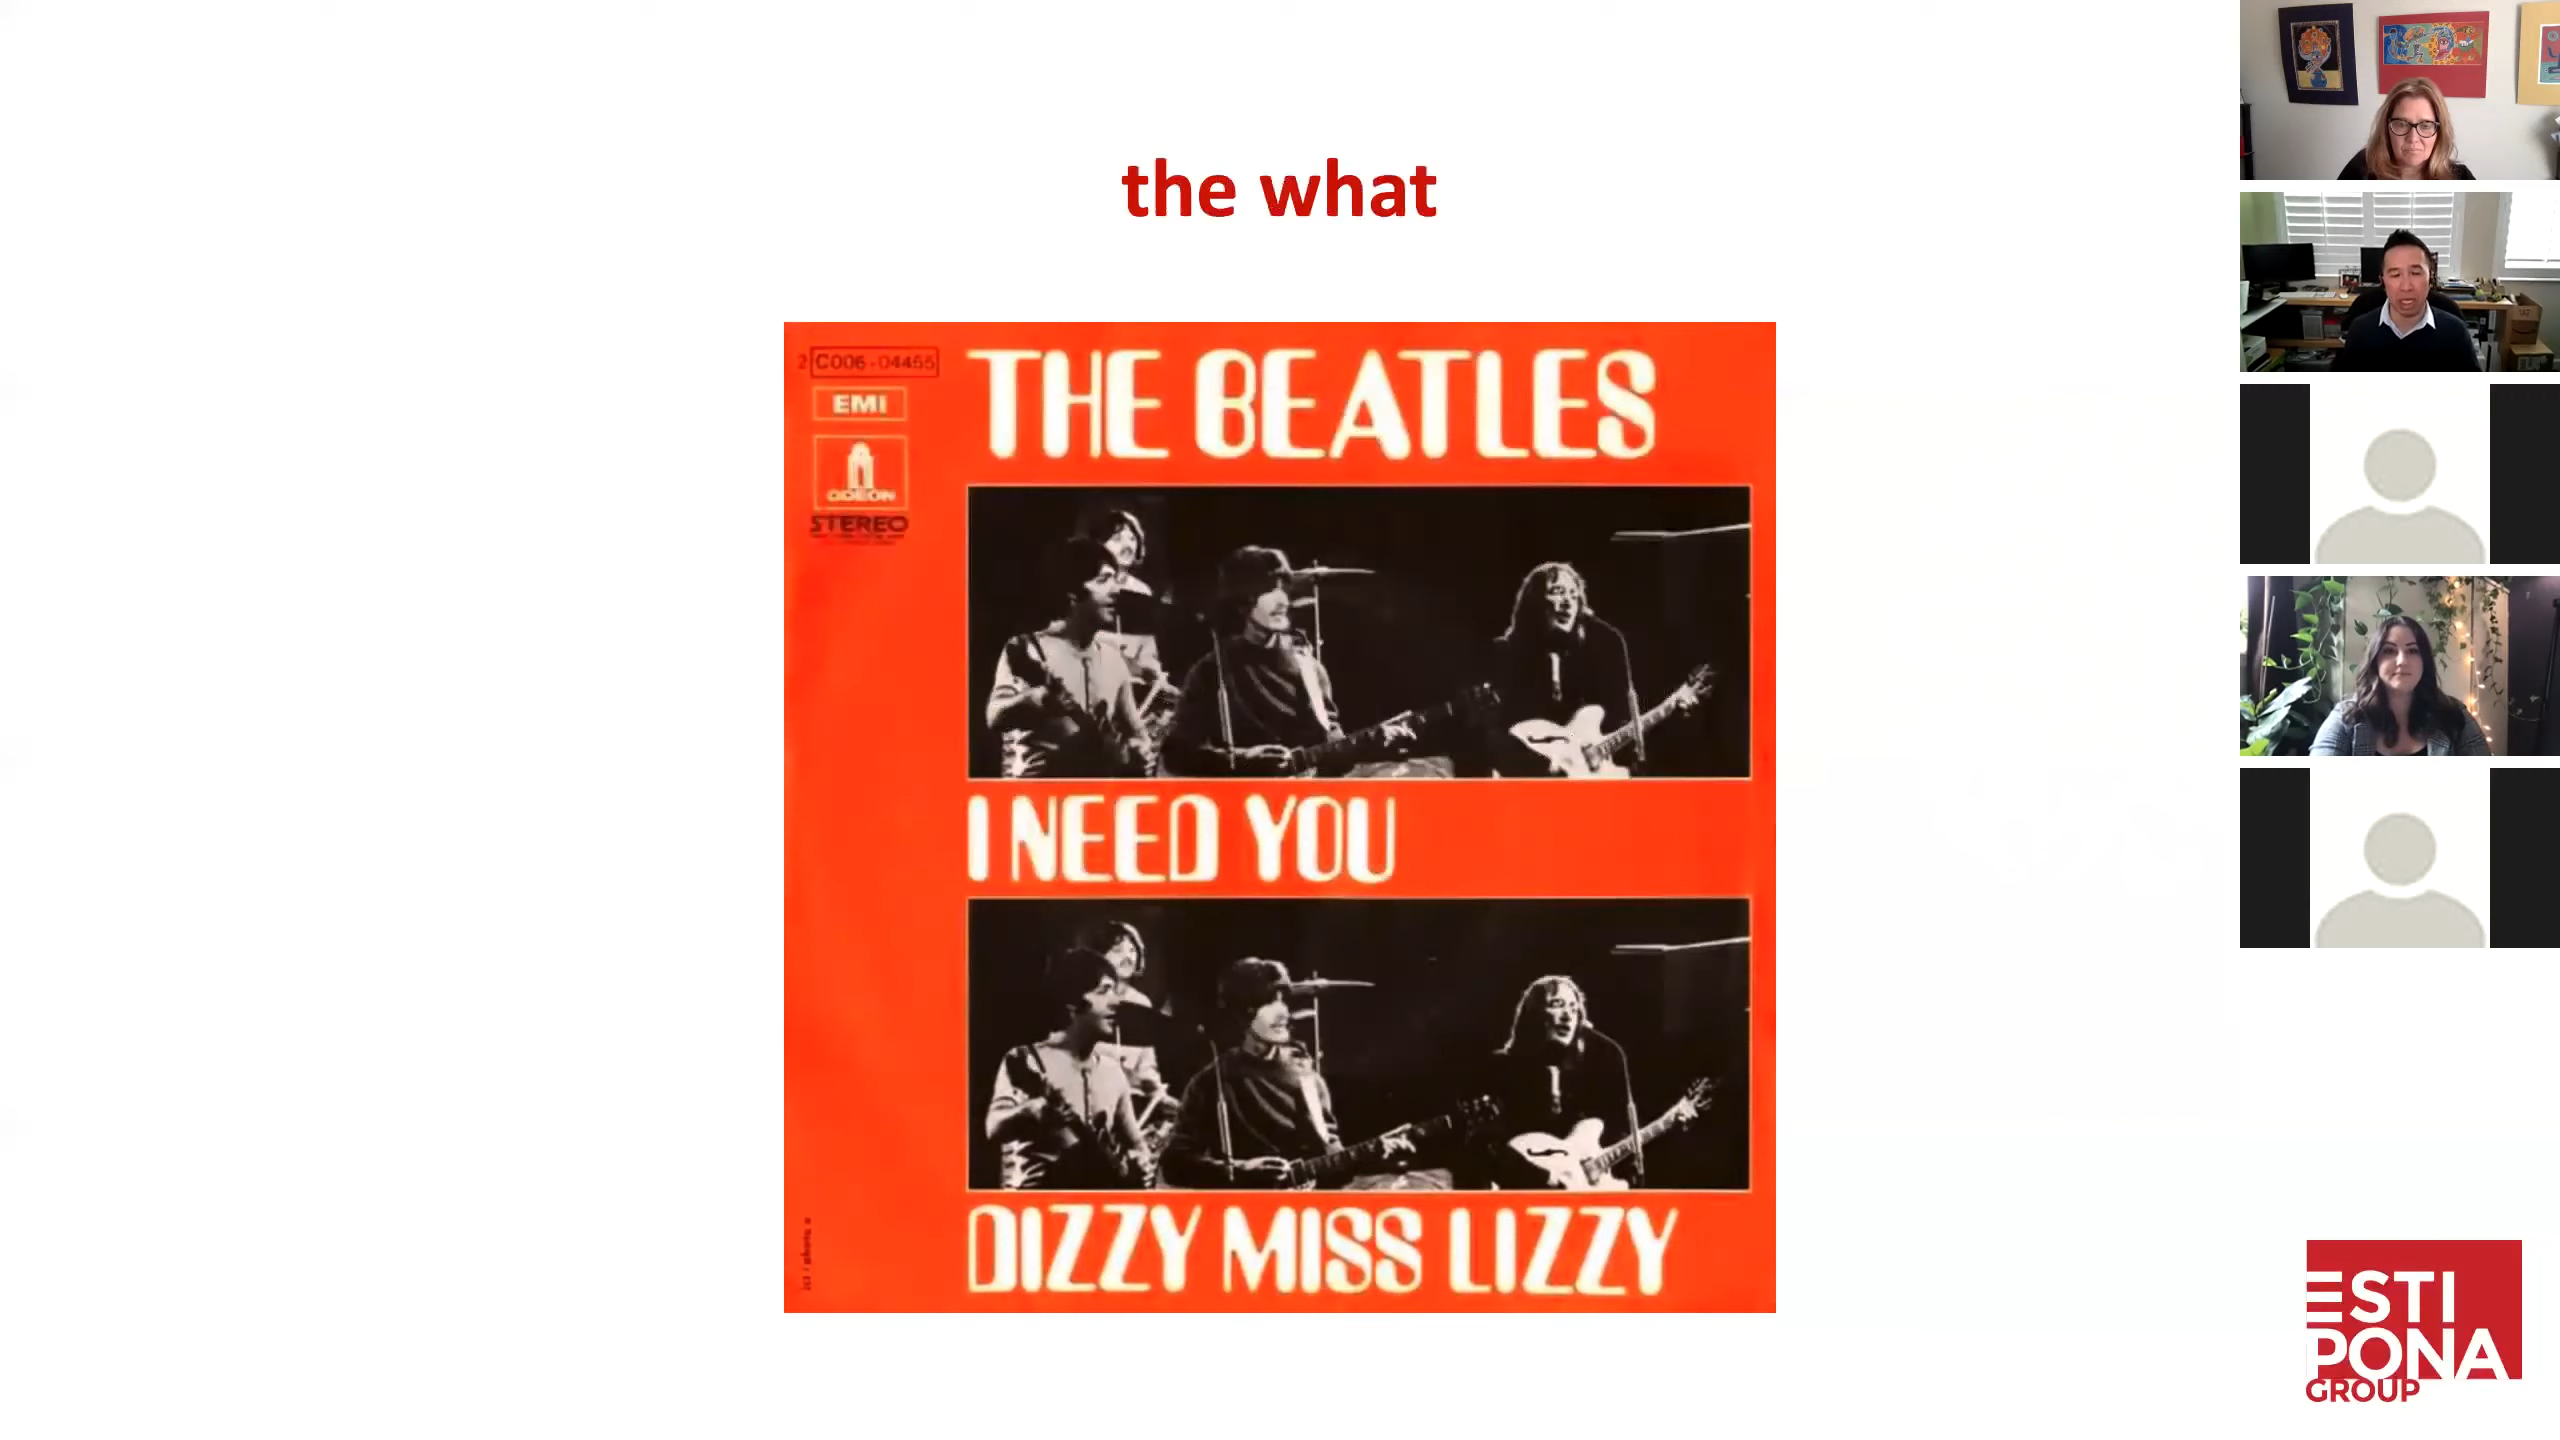 the what
2 C006-04455
EMI
ODEON
STEREO
THE BEATLES
I NEED YOU
DIZZY MISS LIZZY
ESTI
PONA
GROUP